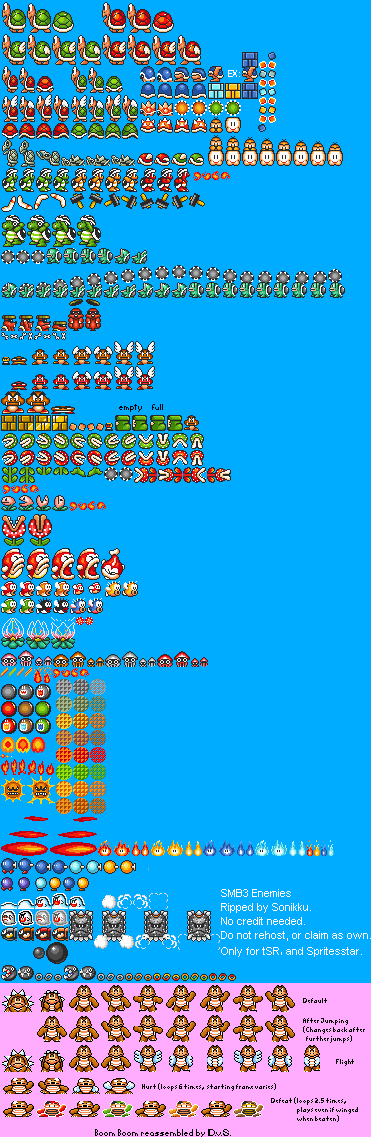 EX:
empty full
SMB3 Enemies
Ripped by Sonikku.
No credit needed.
Do not rehost, or claim as own.
Only for tSR, and Spritesstar.
Default
After Jumping
(Changes back after
further jumps)
Flight
Hurt (loops 6 times, starting frame varies)
Defeat (loops 2.5 times,
plays even if winged
when beaten)
Boom Boom reassembled by D.v.S.